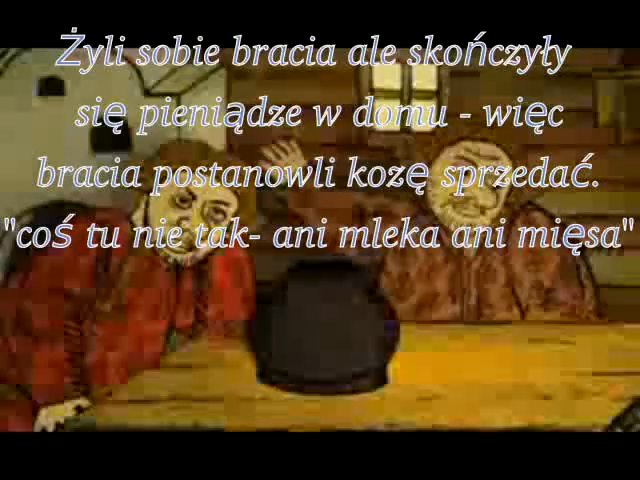 Żyli sobie bracia ale skończyły
się pieniądze w domu - więc
bracia postanowli kozę sprzedać.
"coś tu nie tak- ani mleka ani mięsa"